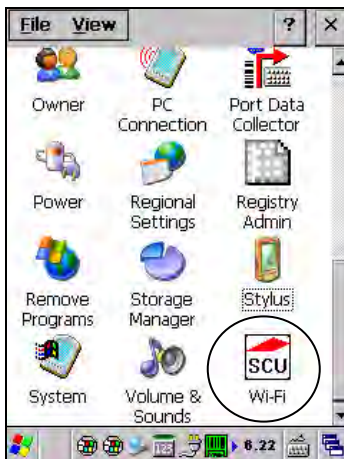 File View ? ×
Owner
PC
Connection
Port Data
Collector
Power
Regional
Settings
Registry
Admin
Remove
Programs
Storage
Manager
Stylus
System
Volume &
Sounds
SCU
Wi-Fi
123
6.22